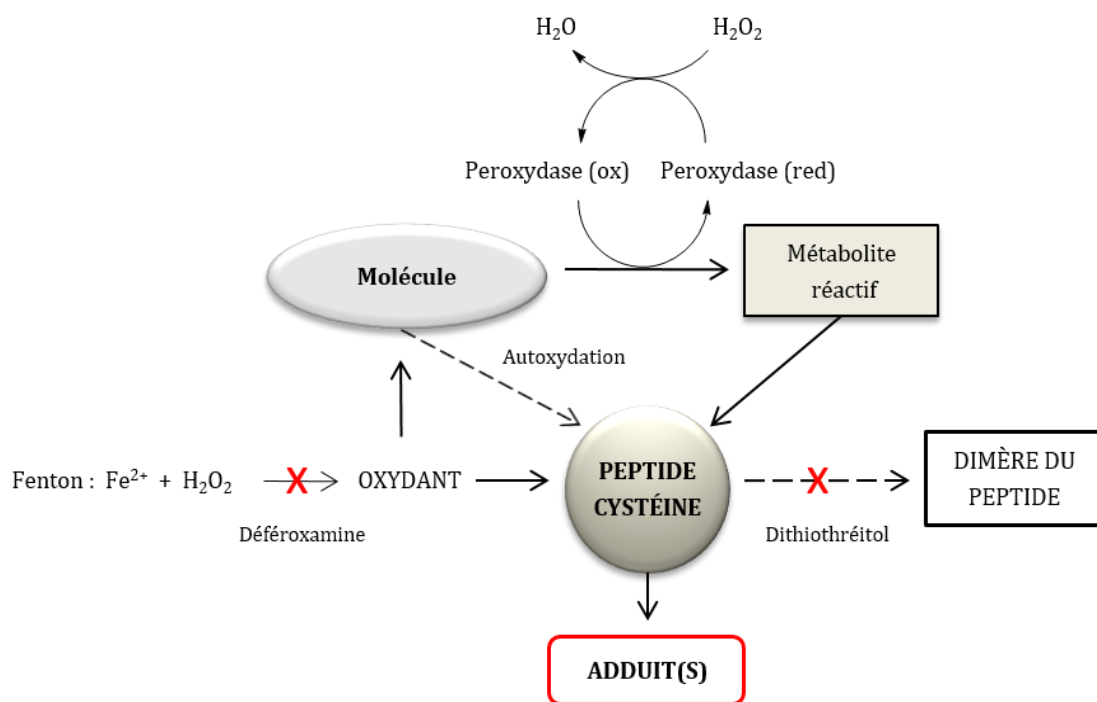 H₂O H₂O₂
Peroxydase (ox) Peroxydase (red)
Molécule
Métabolite
réactif
Autoxydation
Fenton : Fe²⁺ + H₂O₂ X OXYDANT
Déféroxamine
PEPTIDE
CYSTÉINE
X
Dithiothréitol
DIMÈRE DU
PEPTIDE
ADDUIT(S)